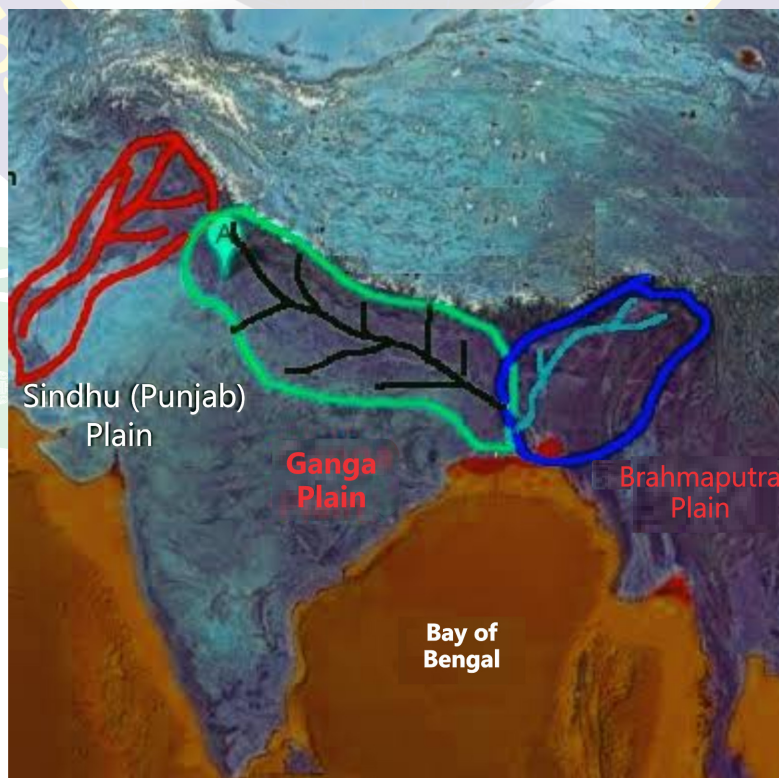 n
A
Sindhu (Punjab)
Plain
Ganga
Plain
Brahmaputra
Plain
Bay of
Bengal